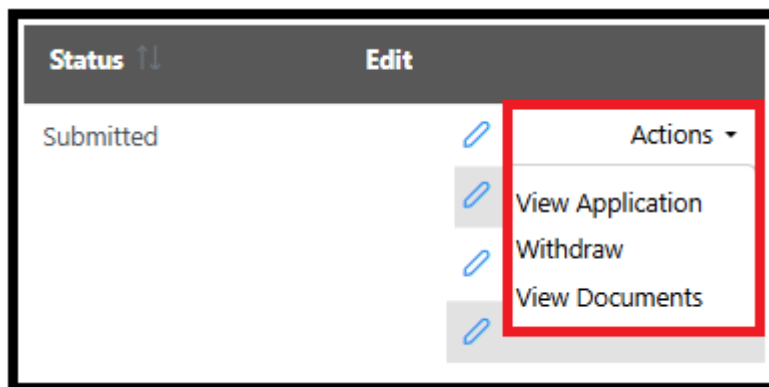 Status Edit
Submitted Actions
View Application
Withdraw
View Documents